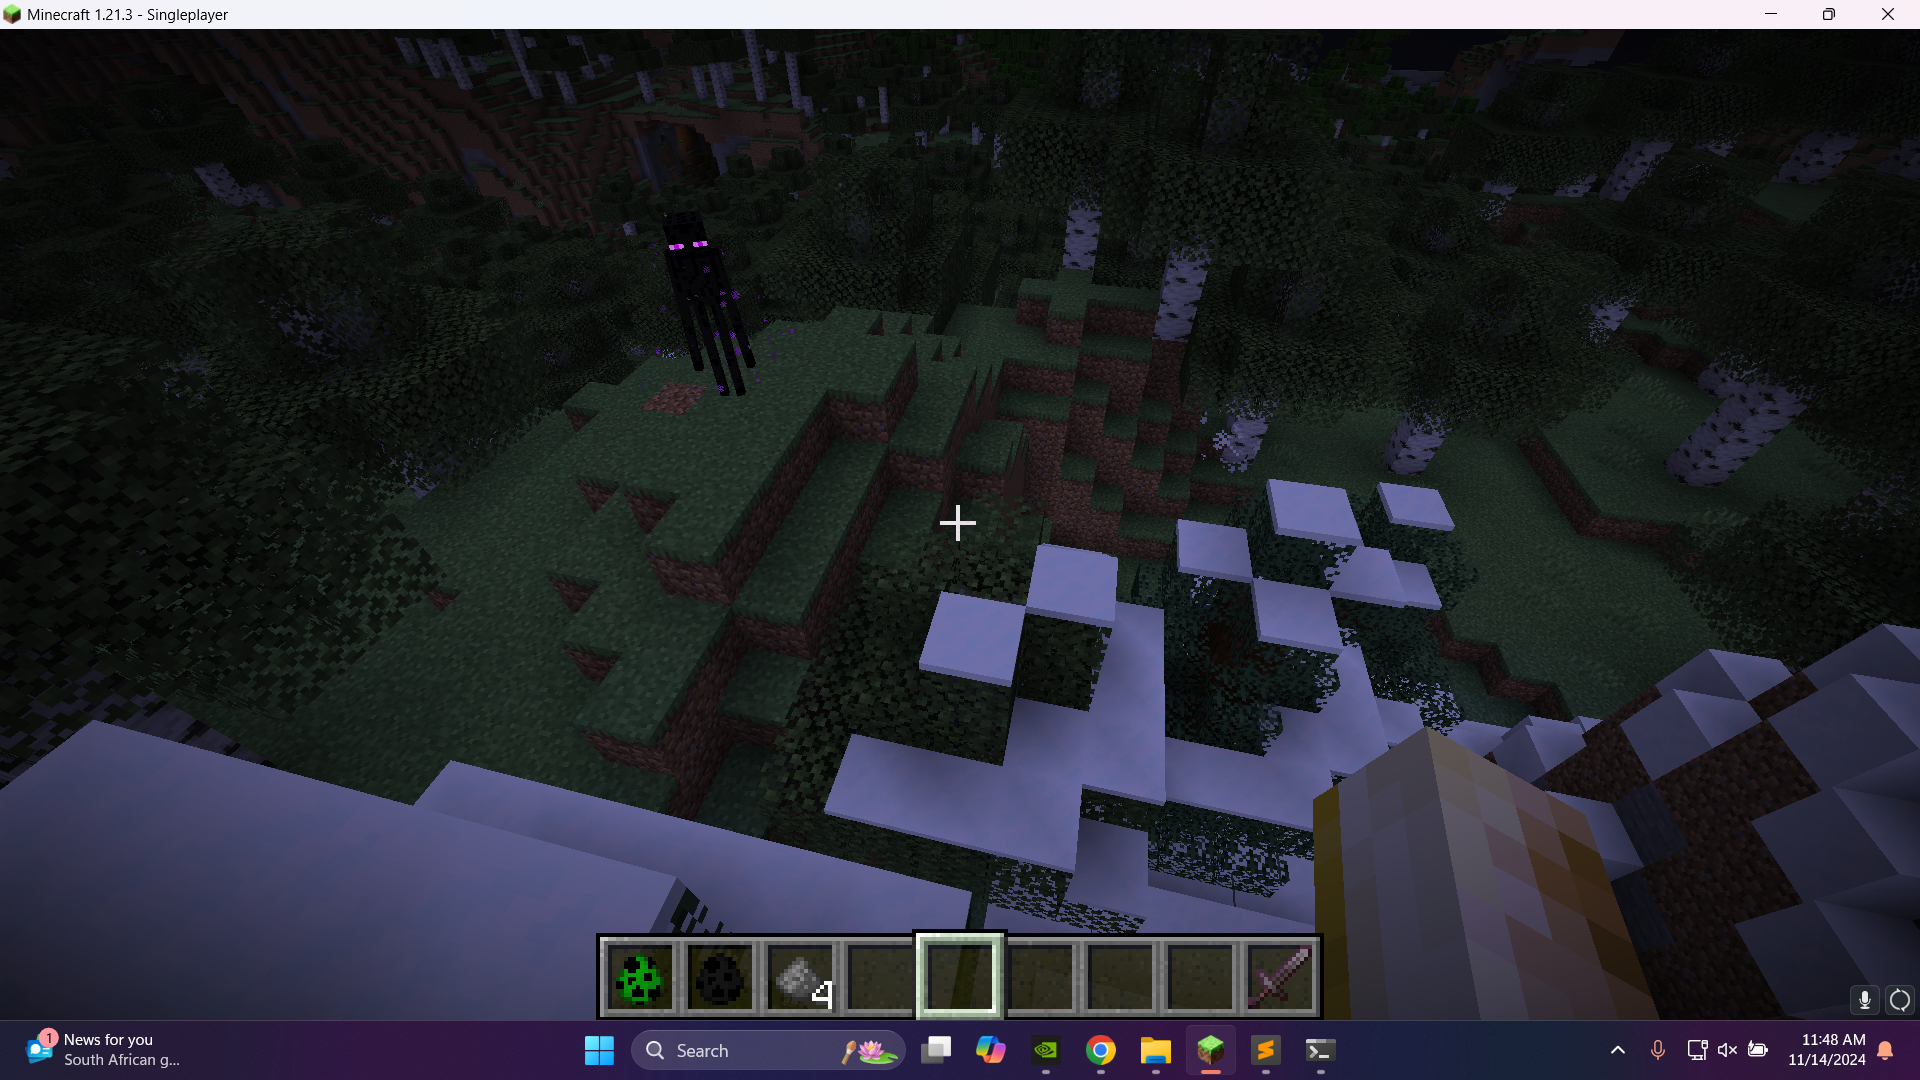 Minecraft 1.21.3 - Singleplayer
4
1
News for you
South African g...
Search
11:48 AM
11/14/2024